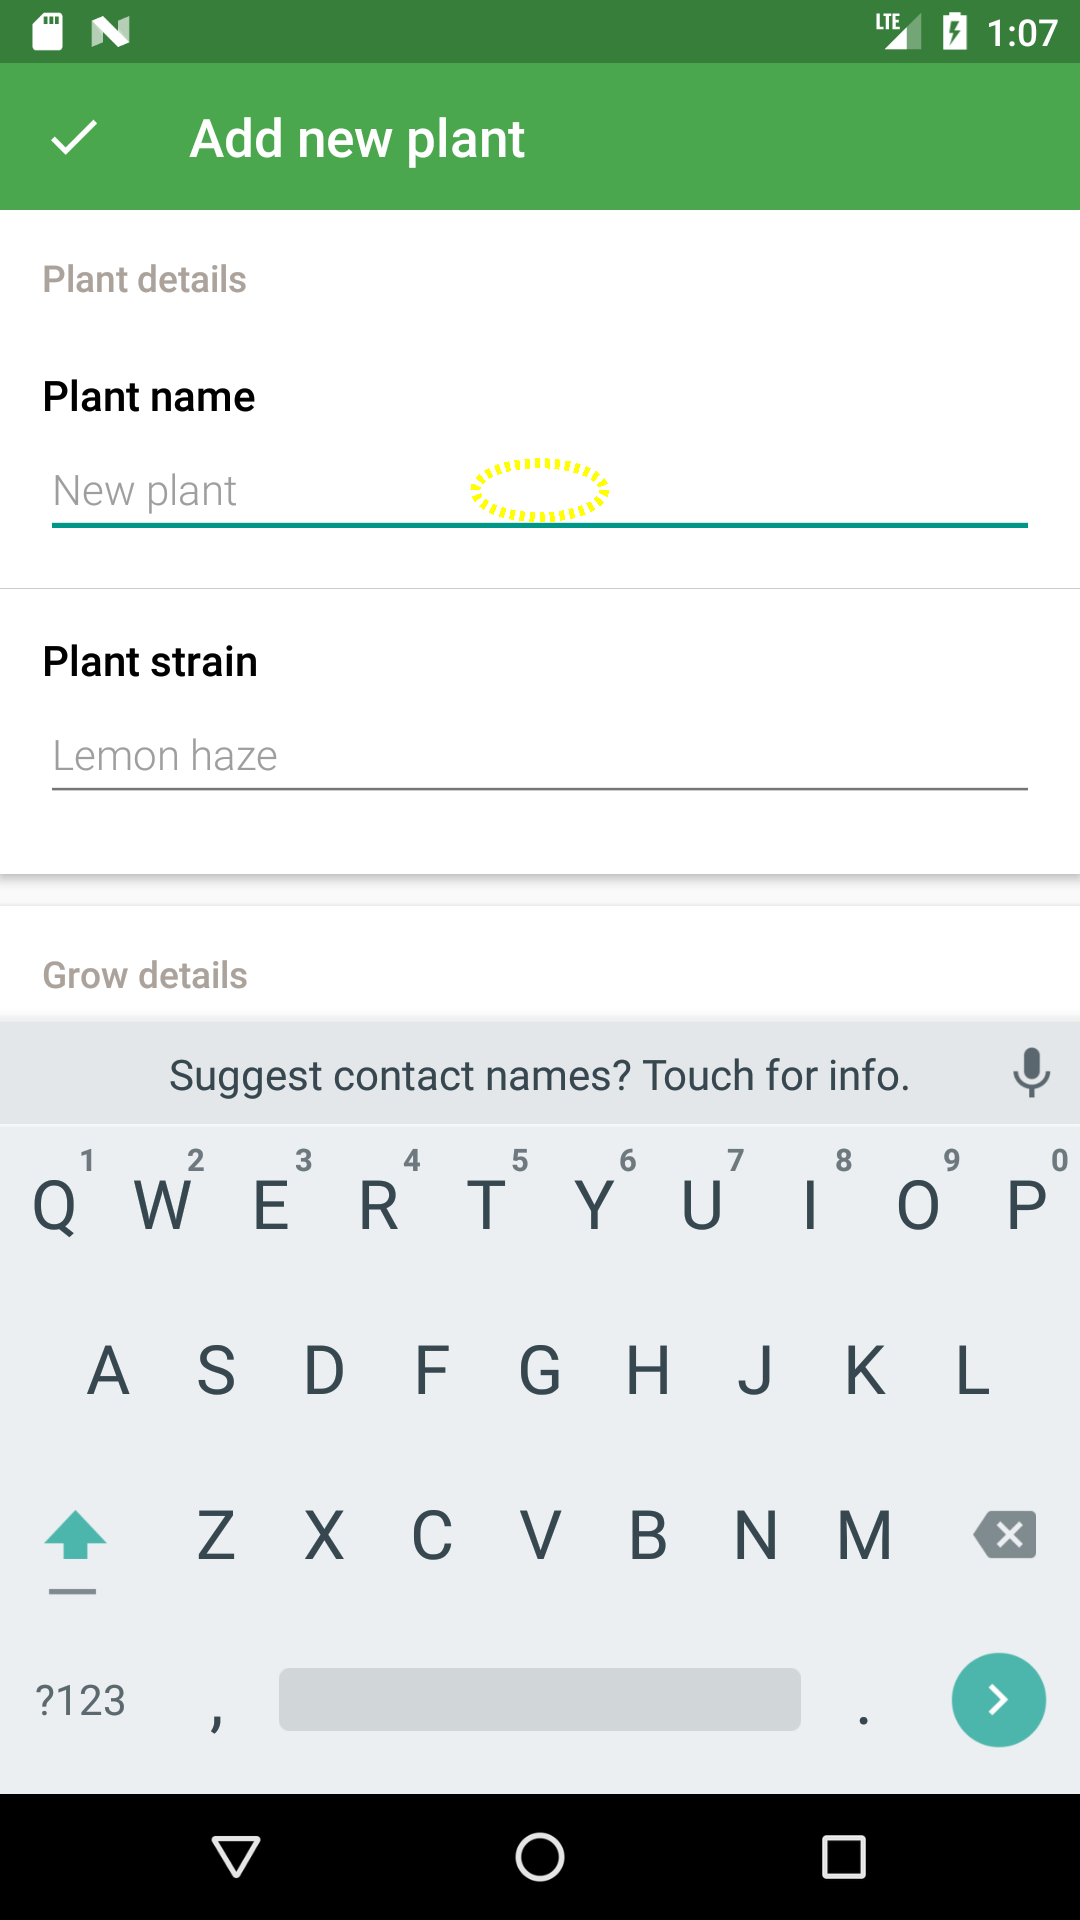 LTE 1:07
Add new plant
Plant details
Plant name
New plant
Plant strain
Lemon haze
Grow details
Suggest contact names? Touch for info.
1 2 3 4 5 6 7 8 9 0
Q W E R T Y U I O P
A S D F G H J K L
Z X C V B N M
?123 , .